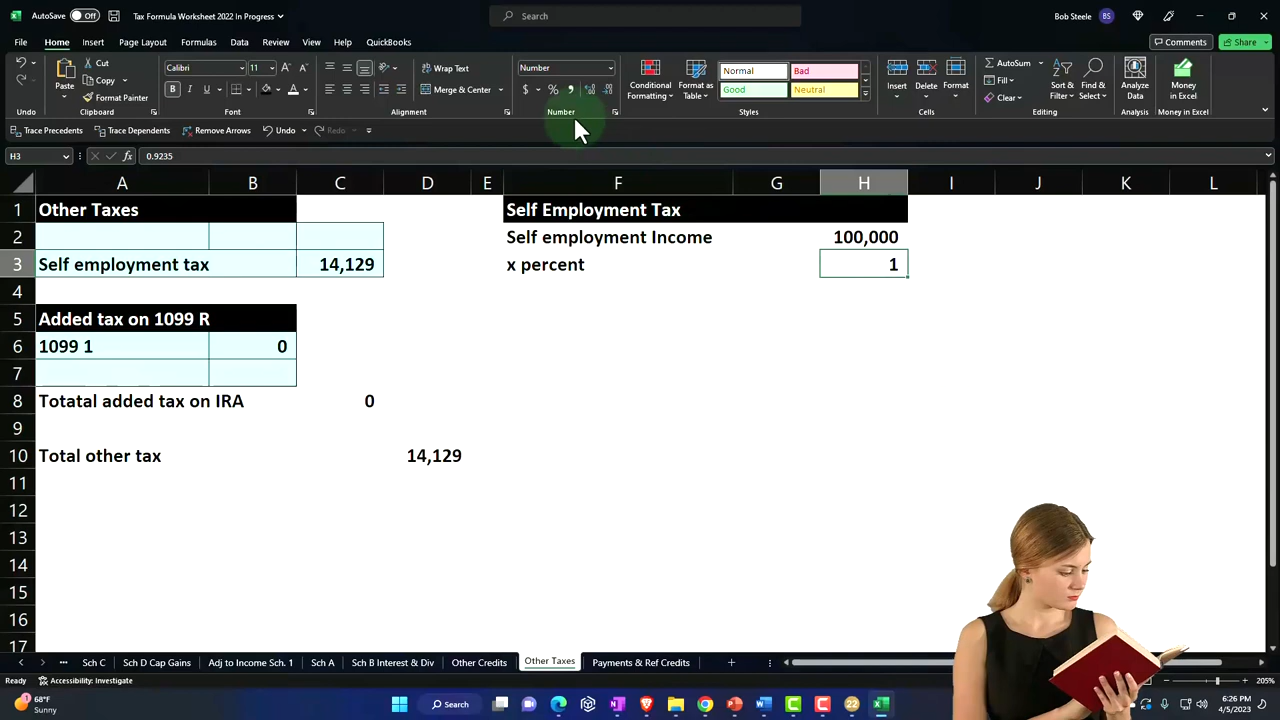 AutoSave Off Tax Formula Worksheet 2022 In Progress Search Bob Steele BS
File Home Insert Page Layout Formulas Data Review View Help QuickBooks Comments Share
Cut Calibri 11 Wrap Text Number Normal Bad AutoSum
Copy Good Neutral Fill
Paste Format Painter Merge & Center Conditional Formatting Format as Table Insert Delete Format Clear Sort & Filter Find & Select Analyze Data Money in Excel
Undo Clipboard Font Alignment Number Styles Cells Editing Analysis Money in Excel
Trace Precedents Trace Dependents Remove Arrows Undo Redo
H3 fx 0.9235
A B C D E F G H I J K L
1 Other Taxes Self Employment Tax
2 Self employment Income 100,000
3 Self employment tax 14,129 x percent 1
4
5 Added tax on 1099 R
6 1099 1 0
7
8 Totatal added tax on IRA 0
9
10 Total other tax 14,129
11
12
13
14
15
16
17
Sch C Sch D Cap Gains Adj to Income Sch. 1 Sch A Sch B Interest & Div Other Credits Other Taxes Payments & Ref Credits
Ready Accessibility: Investigate 205%
68°F Sunny Search 22 6:26 PM
4/5/2023